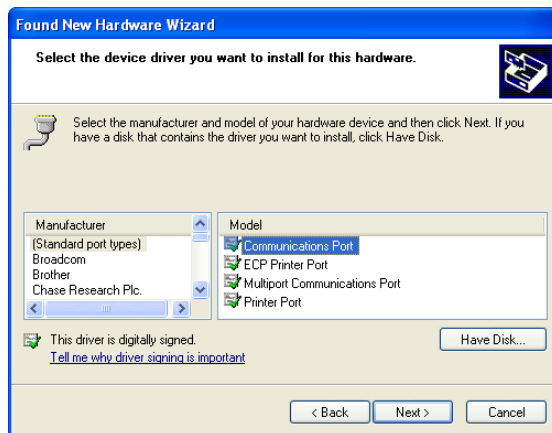 Found New Hardware Wizard
Select the device driver you want to install for this hardware.
Select the manufacturer and model of your hardware device and then click Next. If you
have a disk that contains the driver you want to install, click Have Disk.
Manufacturer
(Standard port types)
Broadcom
Brother
Chase Research Plc.
Model
Communications Port
ECP Printer Port
Multiport Communications Port
Printer Port
This driver is digitally signed.
Tell me why driver signing is important
Have Disk...
< Back
Next >
Cancel